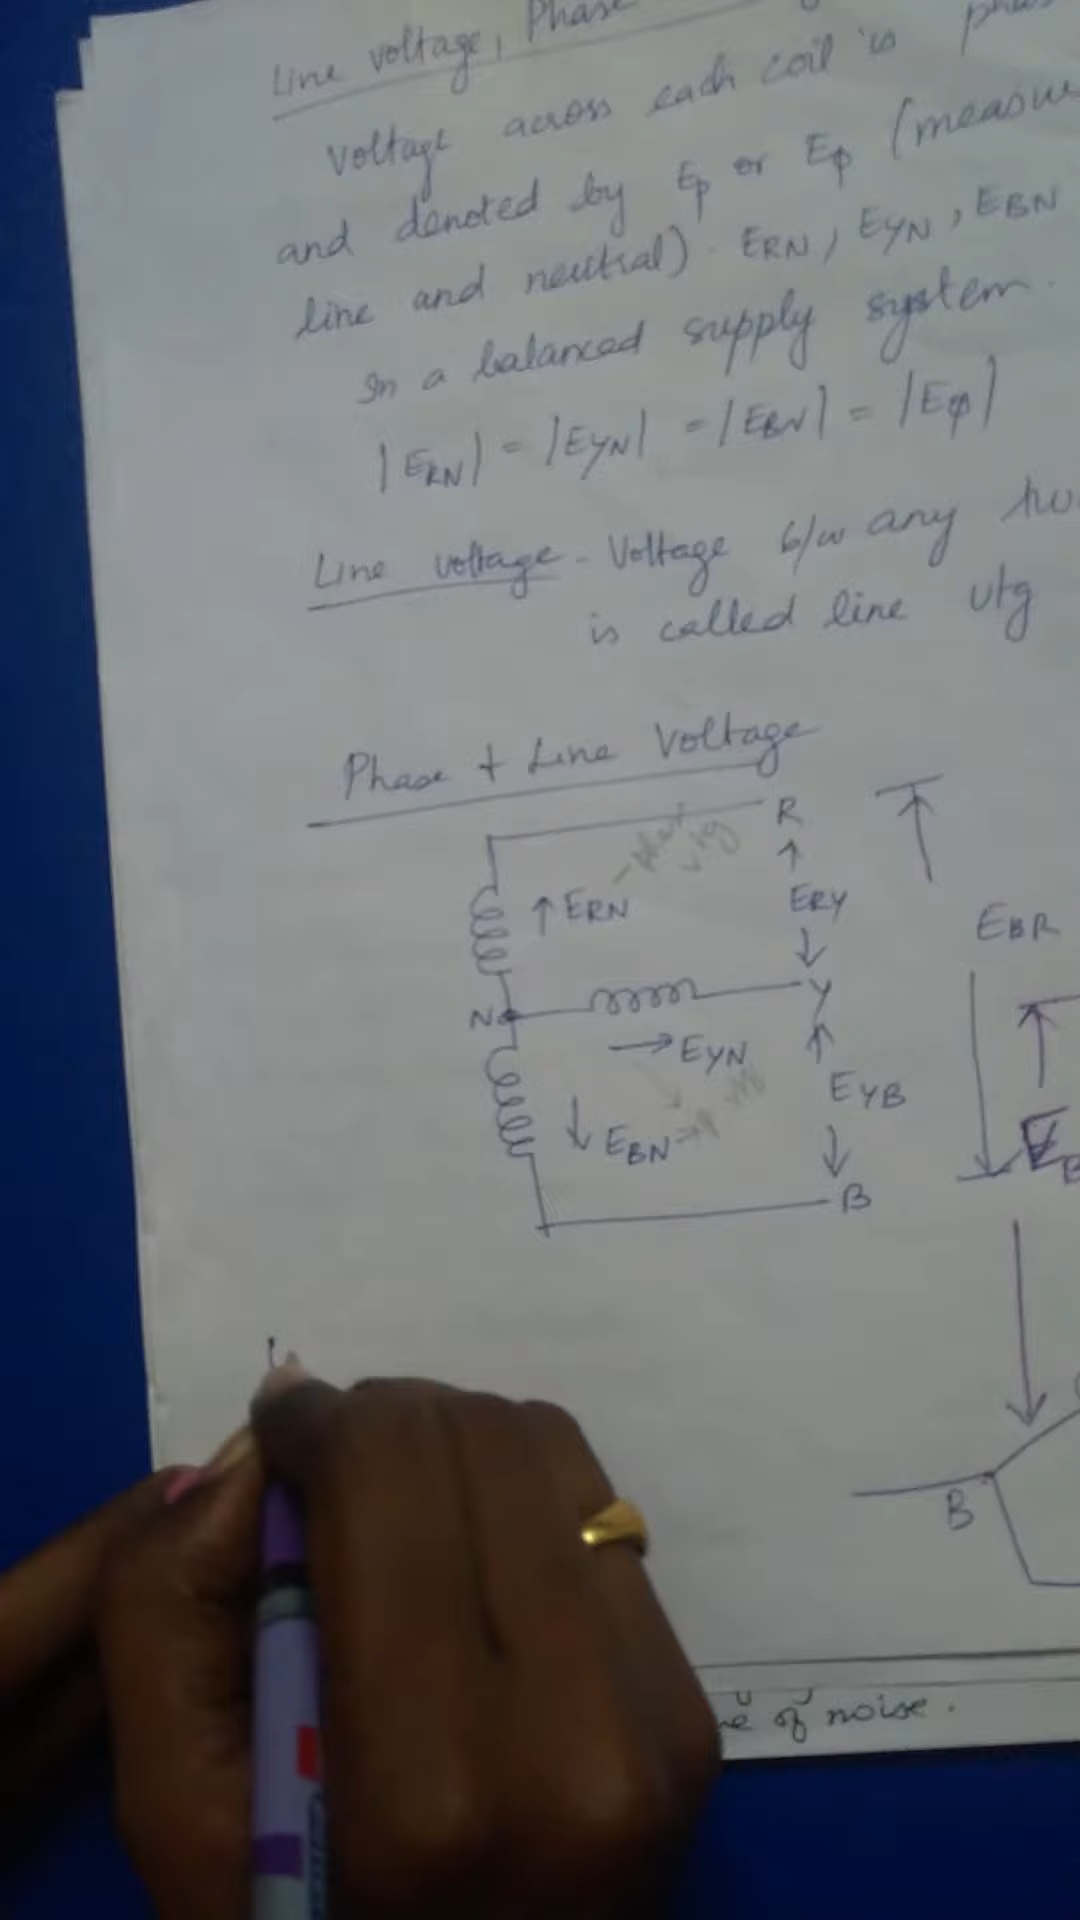 Line voltage, Phase
Voltage across each coil is
and denoted by Ep or Eφ (measu
line and neutral). ERN, EYN, EBN
In a balanced supply system.
|ERN| = |EYN| = |EBN| = |Eφ|
Line voltage - Voltage b/w any
is called line vtg
Phase + Line Voltage
R
- phase vtg
↑ ERN
ERY
EBR
N
Y
→ EYN
EYB
↓ EBN
B
B
of noise.